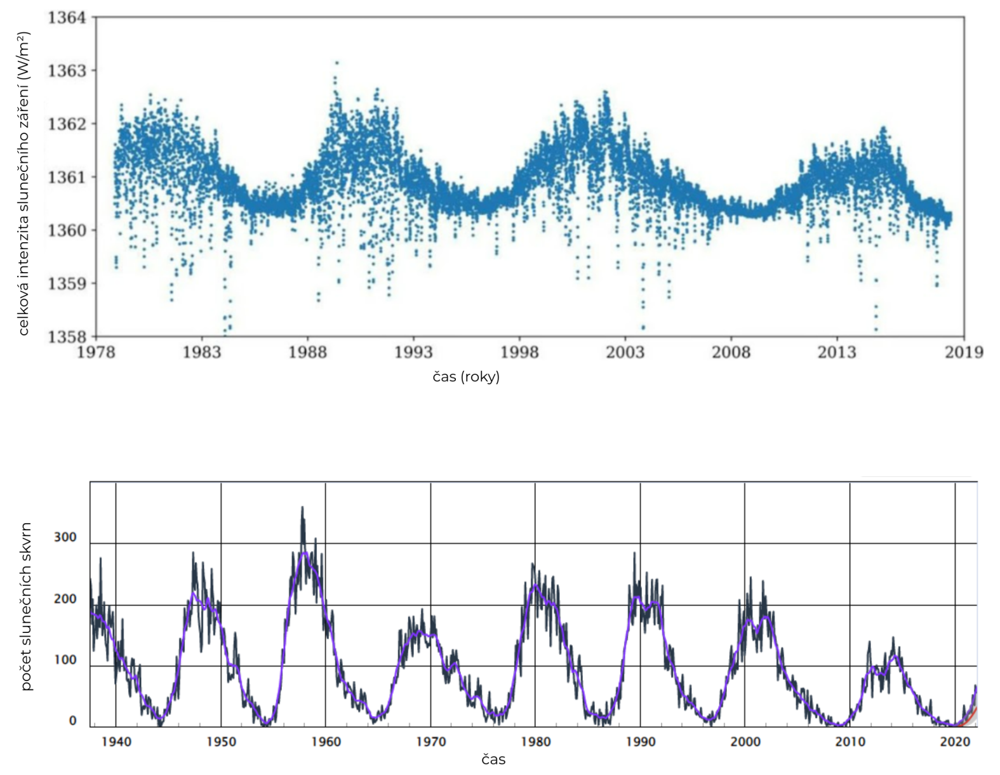 celková intenzita slunečního záření (W/m²)
1364
1363
1362
1361
1360
1359
1358
1978 1983 1988 1993 1998 2003 2008 2013 2019
čas (roky)
počet slunečních skvrn
300
200
100
0
1940 1950 1960 1970 1980 1990 2000 2010 2020
čas